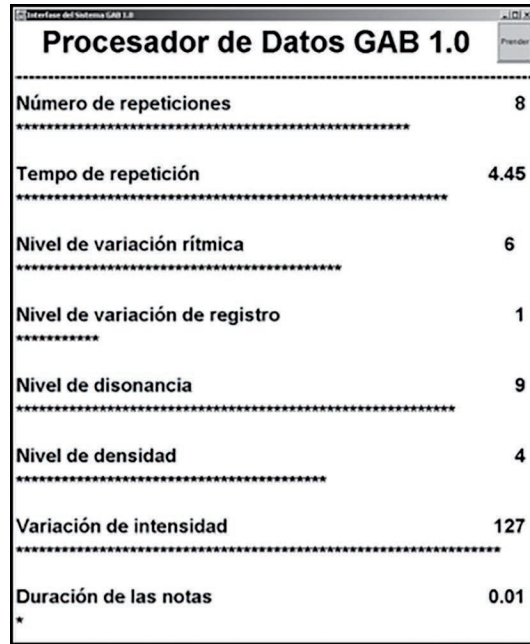 Interfase del Sistema GAB 1.0
Procesador de Datos GAB 1.0
Prender
Número de repeticiones 8
****************************************************
Tempo de repetición 4.45
*********************************************************
Nivel de variación rítmica 6
*******************************************
Nivel de variación de registro 1
***********
Nivel de disonancia 9
**********************************************************
Nivel de densidad 4
*****************************************
Variación de intensidad 127
****************************************************************
Duración de las notas 0.01
*